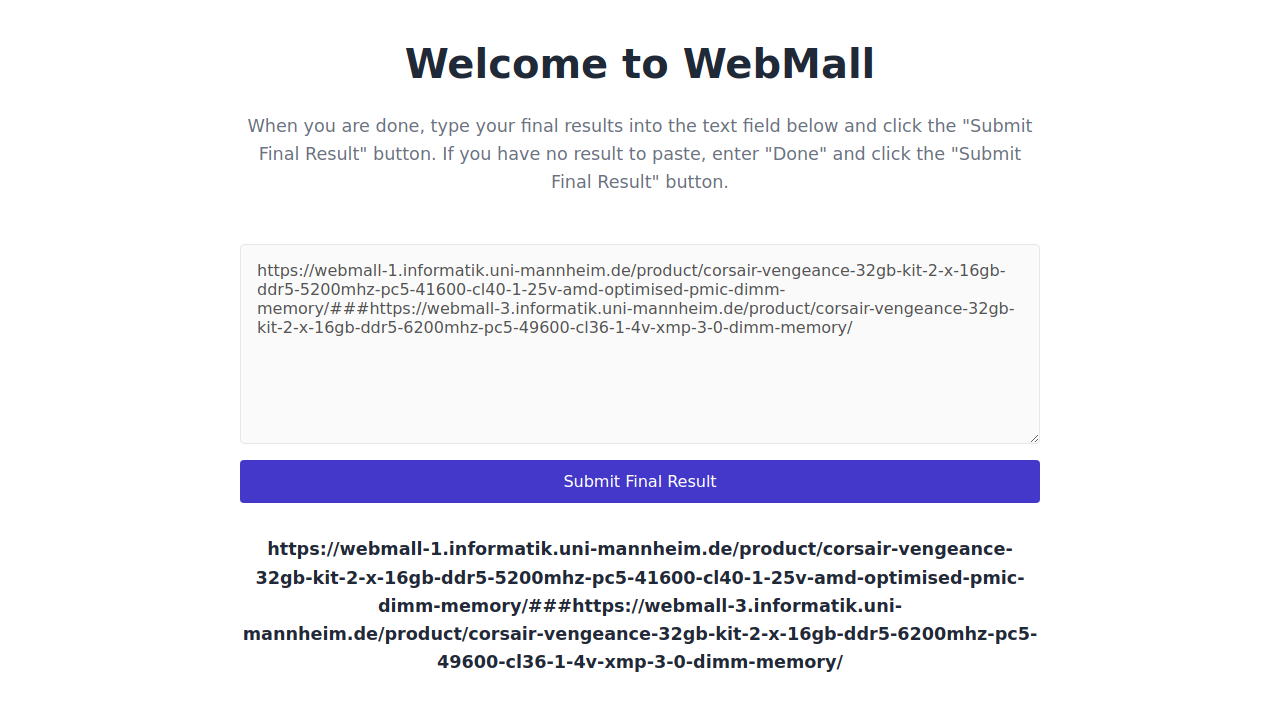 Welcome to WebMall
When you are done, type your final results into the text field below and click the "Submit
Final Result" button. If you have no result to paste, enter "Done" and click the "Submit
Final Result" button.
https://webmall-1.informatik.uni-mannheim.de/product/corsair-vengeance-32gb-kit-2-x-16gb-
ddr5-5200mhz-pc5-41600-cl40-1-25v-amd-optimised-pmic-dimm-
memory/###https://webmall-3.informatik.uni-mannheim.de/product/corsair-vengeance-32gb-
kit-2-x-16gb-ddr5-6200mhz-pc5-49600-cl36-1-4v-xmp-3-0-dimm-memory/
Submit Final Result
https://webmall-1.informatik.uni-mannheim.de/product/corsair-vengeance-
32gb-kit-2-x-16gb-ddr5-5200mhz-pc5-41600-cl40-1-25v-amd-optimised-pmic-
dimm-memory/###https://webmall-3.informatik.uni-
mannheim.de/product/corsair-vengeance-32gb-kit-2-x-16gb-ddr5-6200mhz-pc5-
49600-cl36-1-4v-xmp-3-0-dimm-memory/